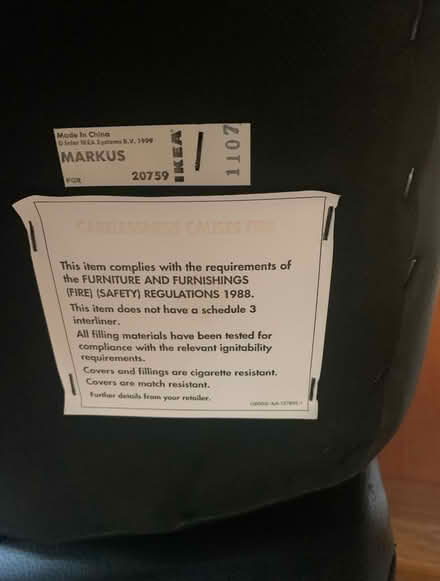 Made in China
© Inter IKEA Systems B.V. 1999
MARKUS
FOR
20759
IKEA
1107
CARELESSNESS CAUSES FIRE
This item complies with the requirements of
the FURNITURE AND FURNISHINGS
(FIRE) (SAFETY) REGULATIONS 1988.
This item does not have a schedule 3
interliner.
All filling materials have been tested for
compliance with the relevant ignitability
requirements.
Covers and fillings are cigarette resistant.
Covers are match resistant.
Further details from your retailer.